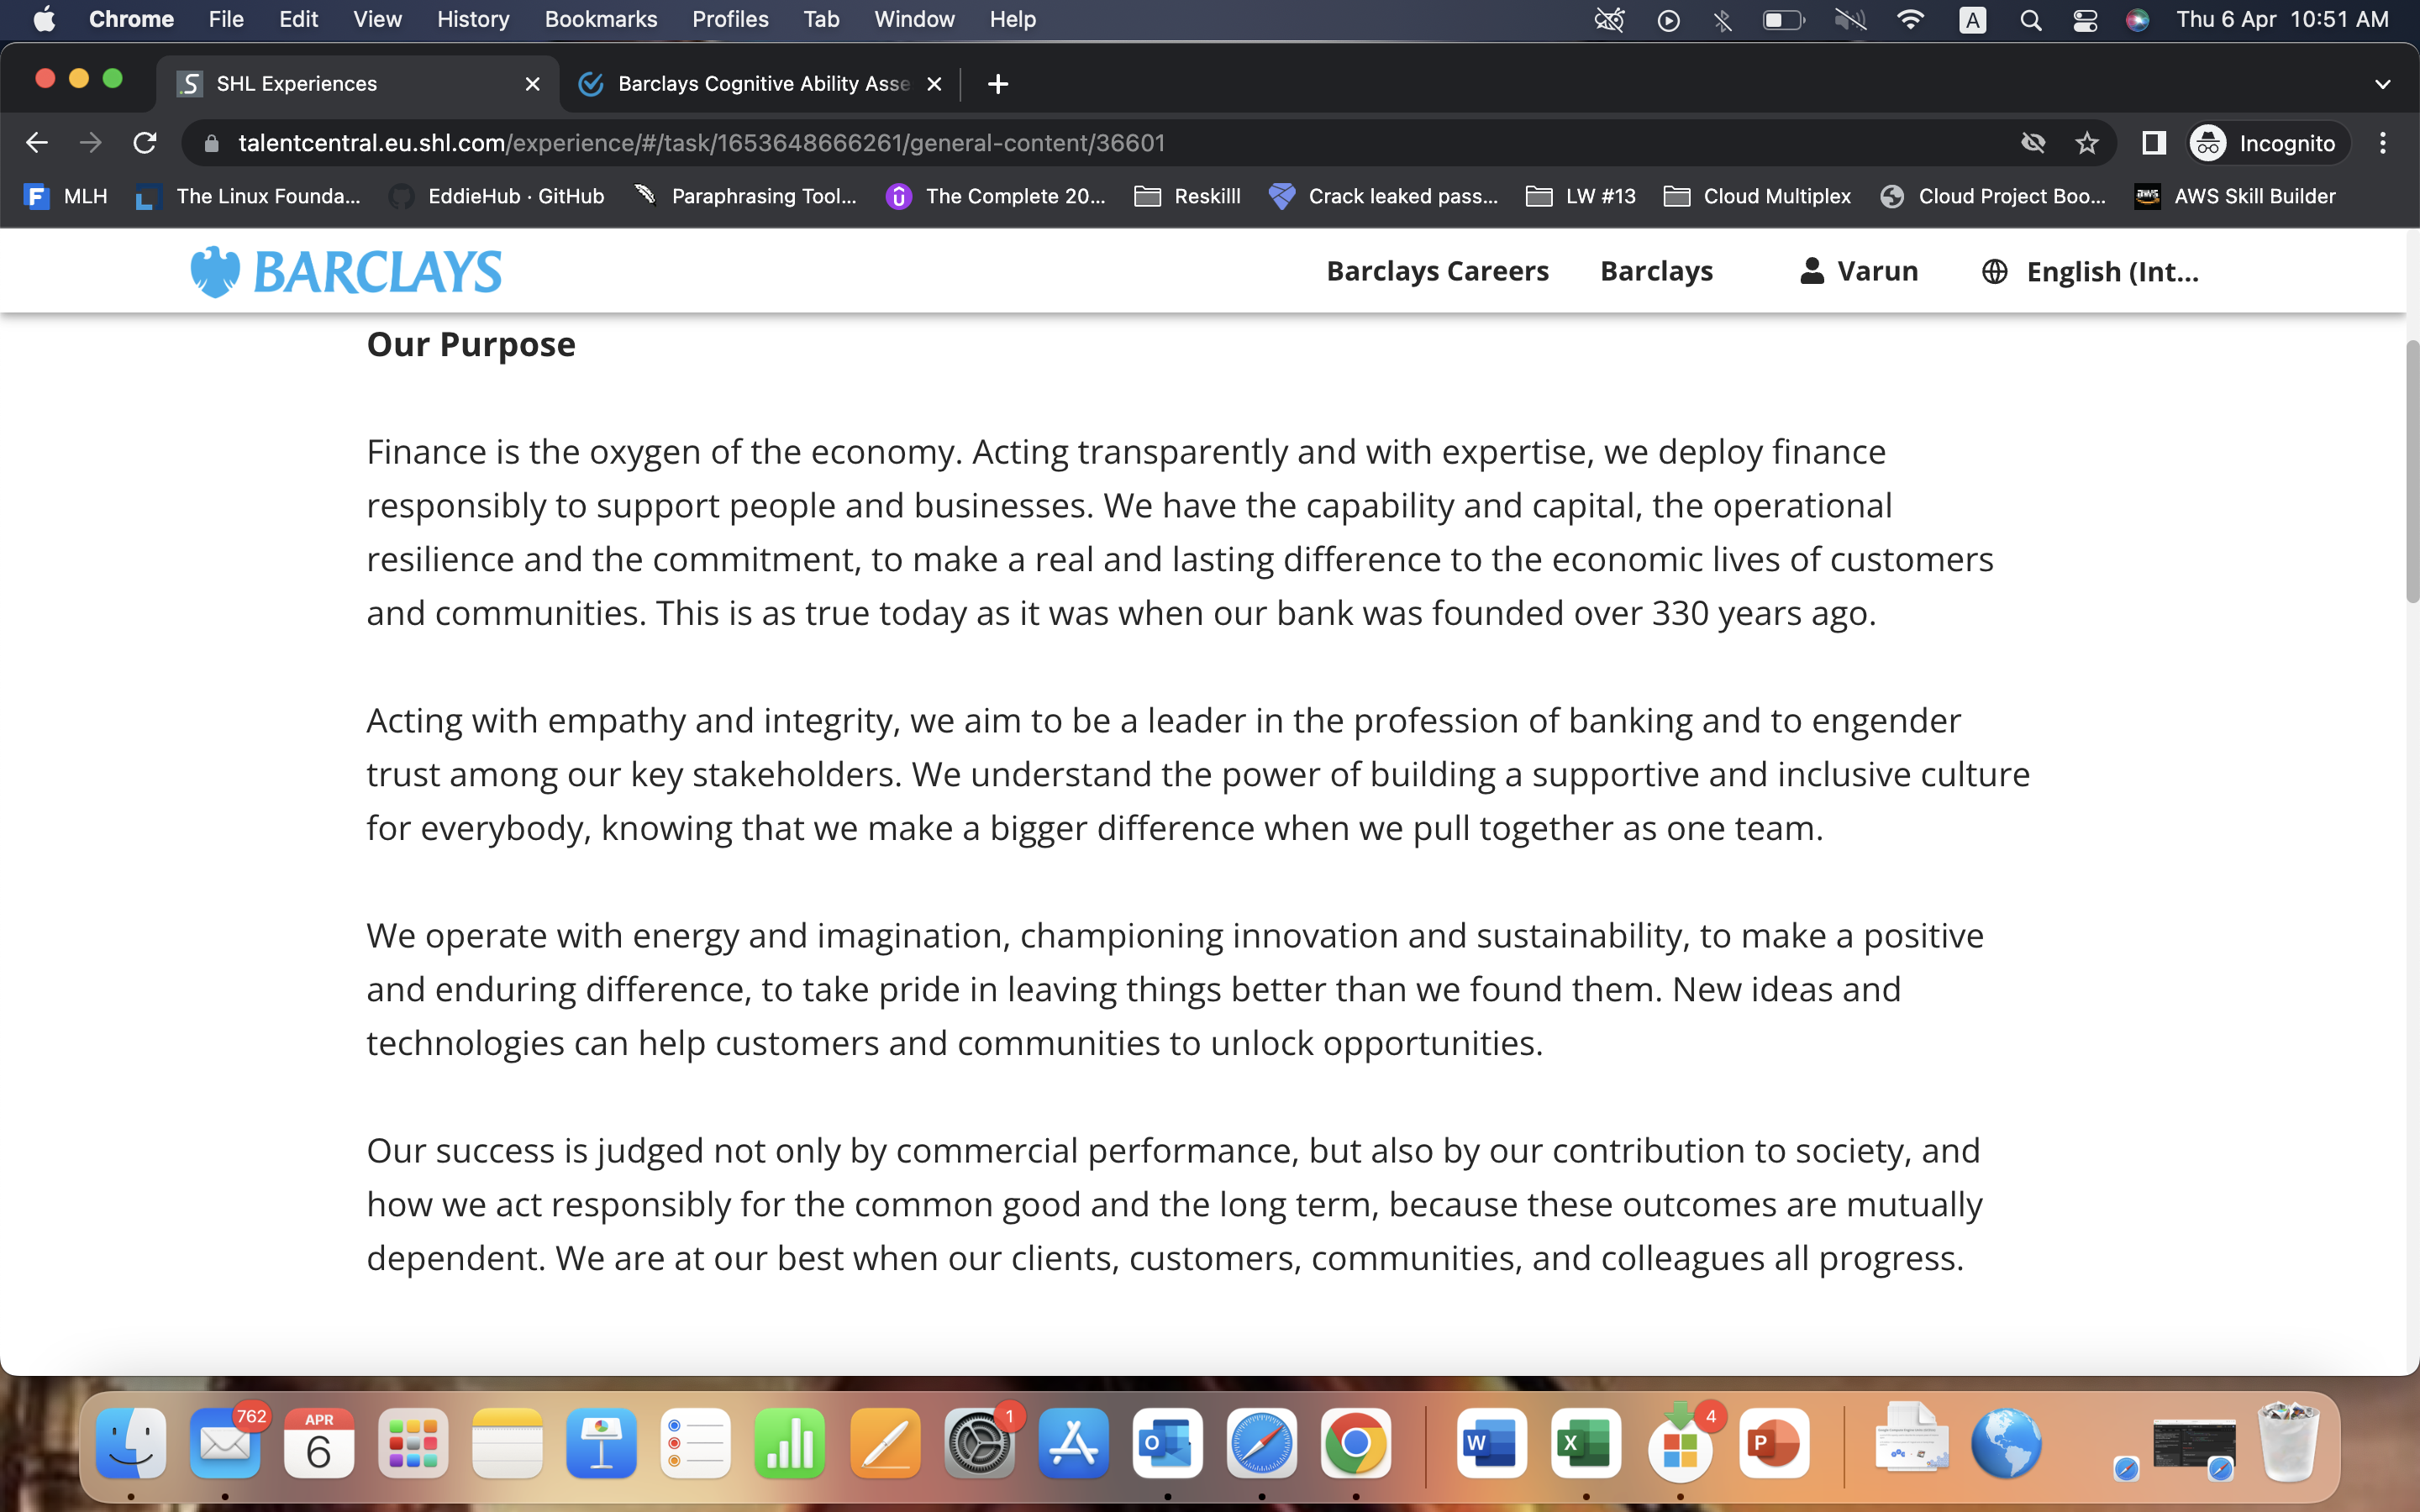 Chrome File Edit View History Bookmarks Profiles Tab Window Help A Thu 6 Apr 10:51 AM
SHL Experiences Barclays Cognitive Ability Asse
talentcentral.eu.shl.com/experience/#/task/1653648666261/general-content/36601 Incognito
MLH The Linux Founda... EddieHub · GitHub Paraphrasing Tool... The Complete 20... Reskilll Crack leaked pass... LW #13 Cloud Multiplex Cloud Project Boo... aws AWS Skill Builder
BARCLAYS Barclays Careers Barclays Varun English (Int...
Our Purpose
Finance is the oxygen of the economy. Acting transparently and with expertise, we deploy finance
responsibly to support people and businesses. We have the capability and capital, the operational
resilience and the commitment, to make a real and lasting difference to the economic lives of customers
and communities. This is as true today as it was when our bank was founded over 330 years ago.
Acting with empathy and integrity, we aim to be a leader in the profession of banking and to engender
trust among our key stakeholders. We understand the power of building a supportive and inclusive culture
for everybody, knowing that we make a bigger difference when we pull together as one team.
We operate with energy and imagination, championing innovation and sustainability, to make a positive
and enduring difference, to take pride in leaving things better than we found them. New ideas and
technologies can help customers and communities to unlock opportunities.
Our success is judged not only by commercial performance, but also by our contribution to society, and
how we act responsibly for the common good and the long term, because these outcomes are mutually
dependent. We are at our best when our clients, customers, communities, and colleagues all progress.
762 APR 1 4
6 O W X P